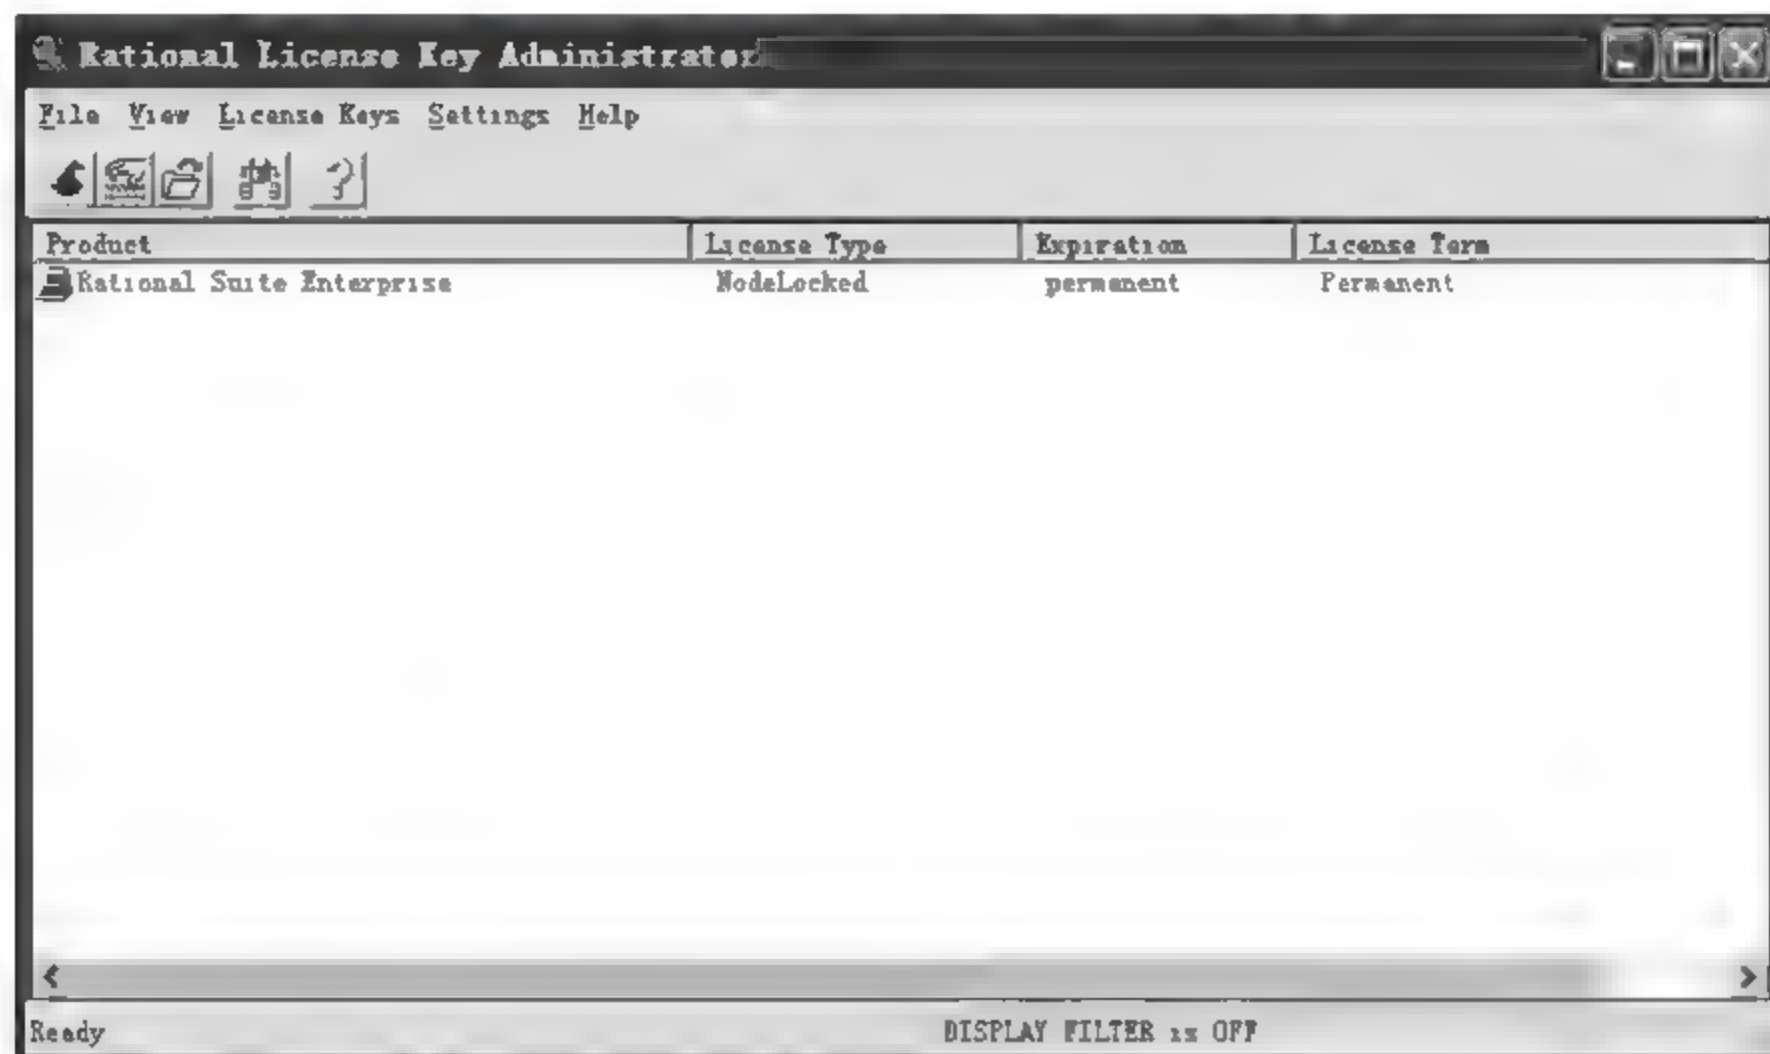 Rational License Key Administrator
File View License Keys Settings Help
Product License Type Expiration License Term
Rational Suite Enterprise NodeLocked permanent Permanent
Ready DISPLAY FILTER is OFF